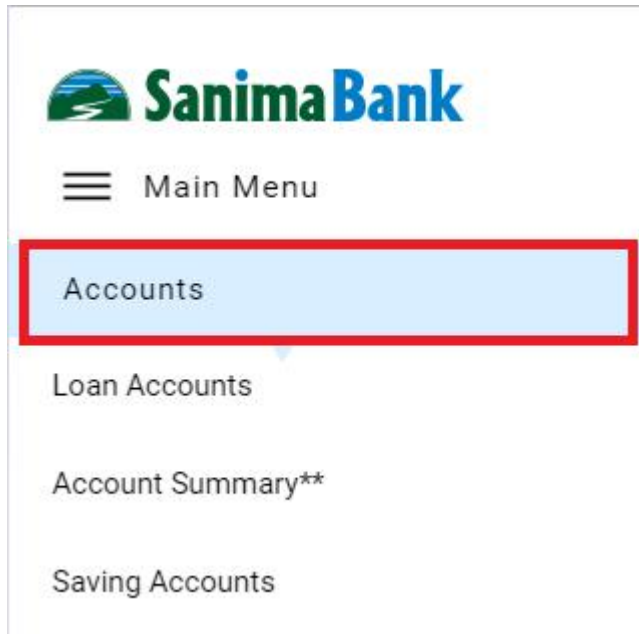 SanimaBank
Main Menu
Accounts
Loan Accounts
Account Summary**
Saving Accounts